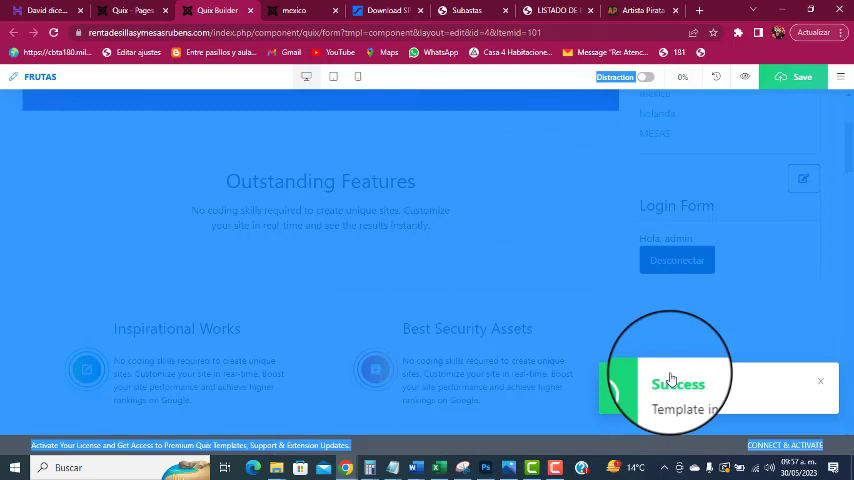 David dice...
Quix - Pages
Quix Builder
mexico
Download SP
Subastas
LISTADO DE
Artista Pirata
rentadesillasymesasrubens.com/index.php/component/quix/form?tmpl=component&layout=edit&id=4&Itemid=101
Actualizar
https://cbta180.mil...
Editar ajustes
Entre pasillos y aula...
Gmail
YouTube
Maps
WhatsApp
Casa 4 Habitacione...
Message "Re: Atenc...
181
FRUTAS
Distraction
0%
Save
mexico
holanda
MESAS
Outstanding Features
No coding skills required to create unique sites. Customize
your site in real-time and see the results instantly.
Login Form
Hola, admin
Desconectar
Inspirational Works
No coding skills required to create unique
sites. Customize your site in real-time. Boost
your site performance and achieve higher
rankings on Google.
Best Security Assets
No coding skills required to create unique
sites. Customize your site in real-time. Boost
your site performance and achieve higher
rankings on Google.
Success
Template in
Activate Your License and Get Access to Premium Quix Templates, Support & Extension Updates.
CONNECT & ACTIVATE
Buscar
14°C
09:57 a. m.
30/05/2023